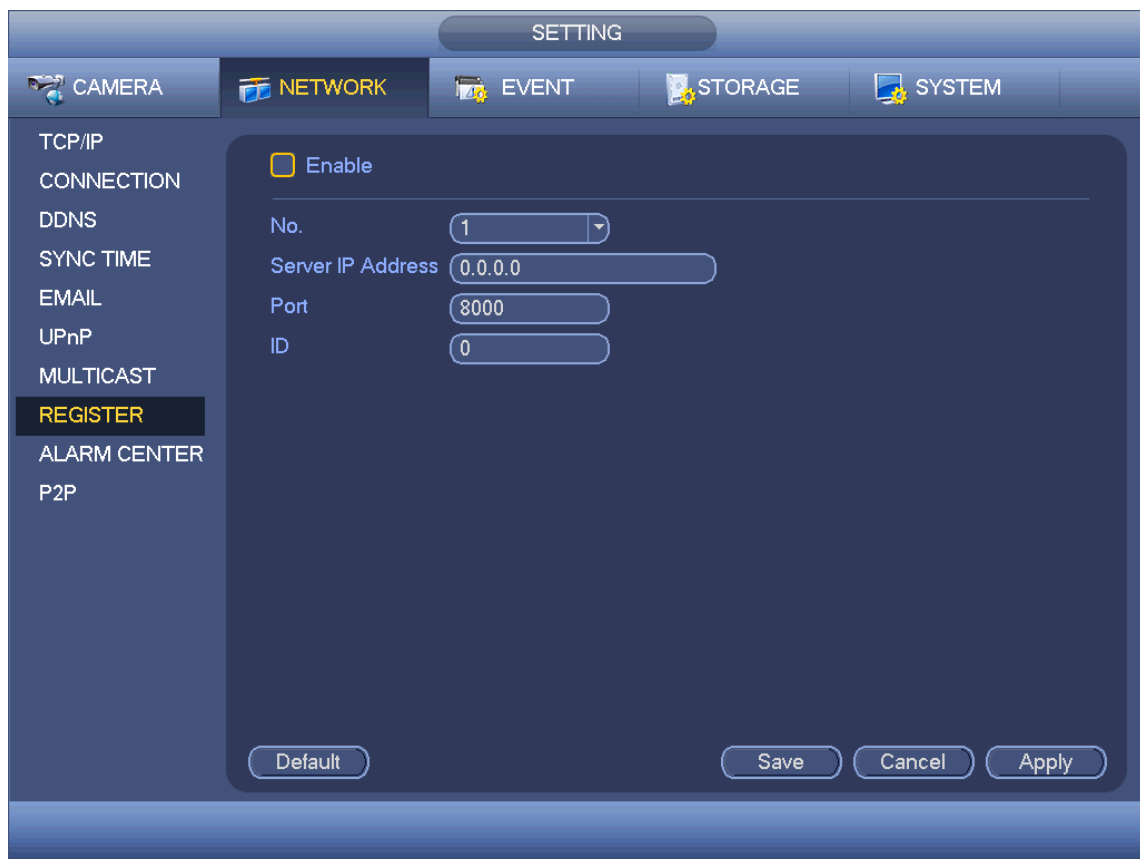 SETTING
CAMERA NETWORK EVENT STORAGE SYSTEM
TCP/IP
CONNECTION
DDNS
SYNC TIME
EMAIL
UPnP
MULTICAST
REGISTER
ALARM CENTER
P2P
Enable
No. 1
Server IP Address 0.0.0.0
Port 8000
ID 0
Default Save Cancel Apply